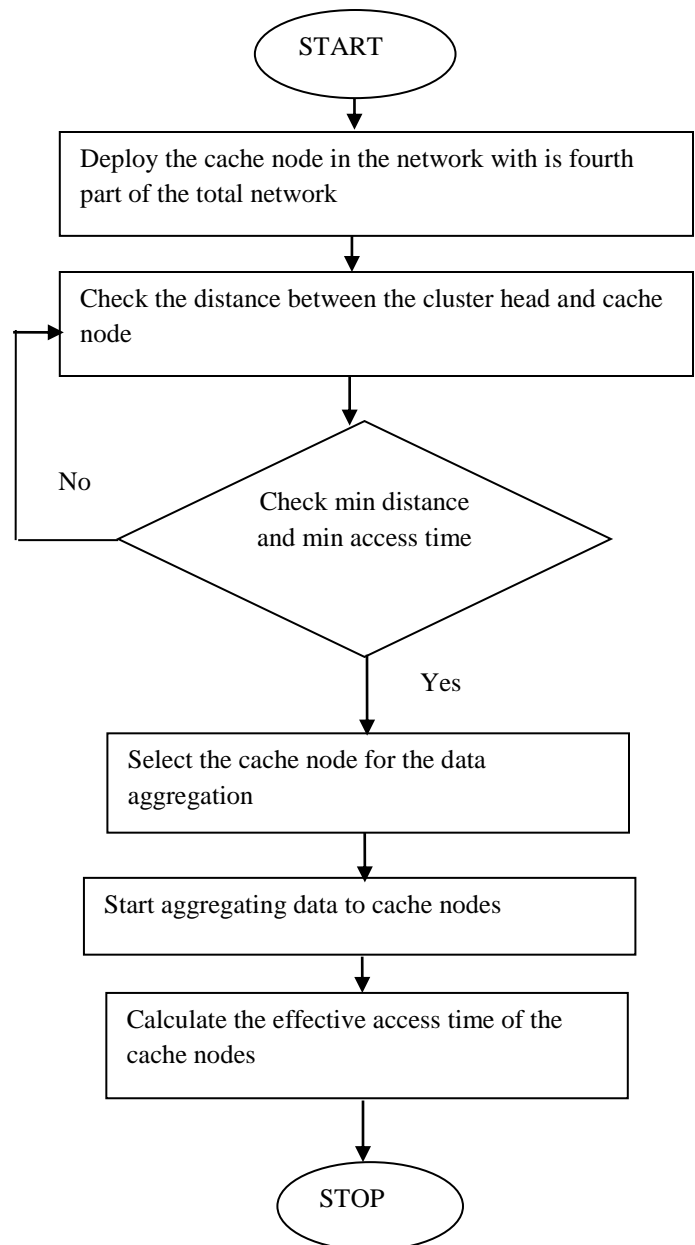 START
Deploy the cache node in the network with is fourth
part of the total network
Check the distance between the cluster head and cache
node
No
Check min distance
and min access time
Yes
Select the cache node for the data
aggregation
Start aggregating data to cache nodes
Calculate the effective access time of the
cache nodes
STOP